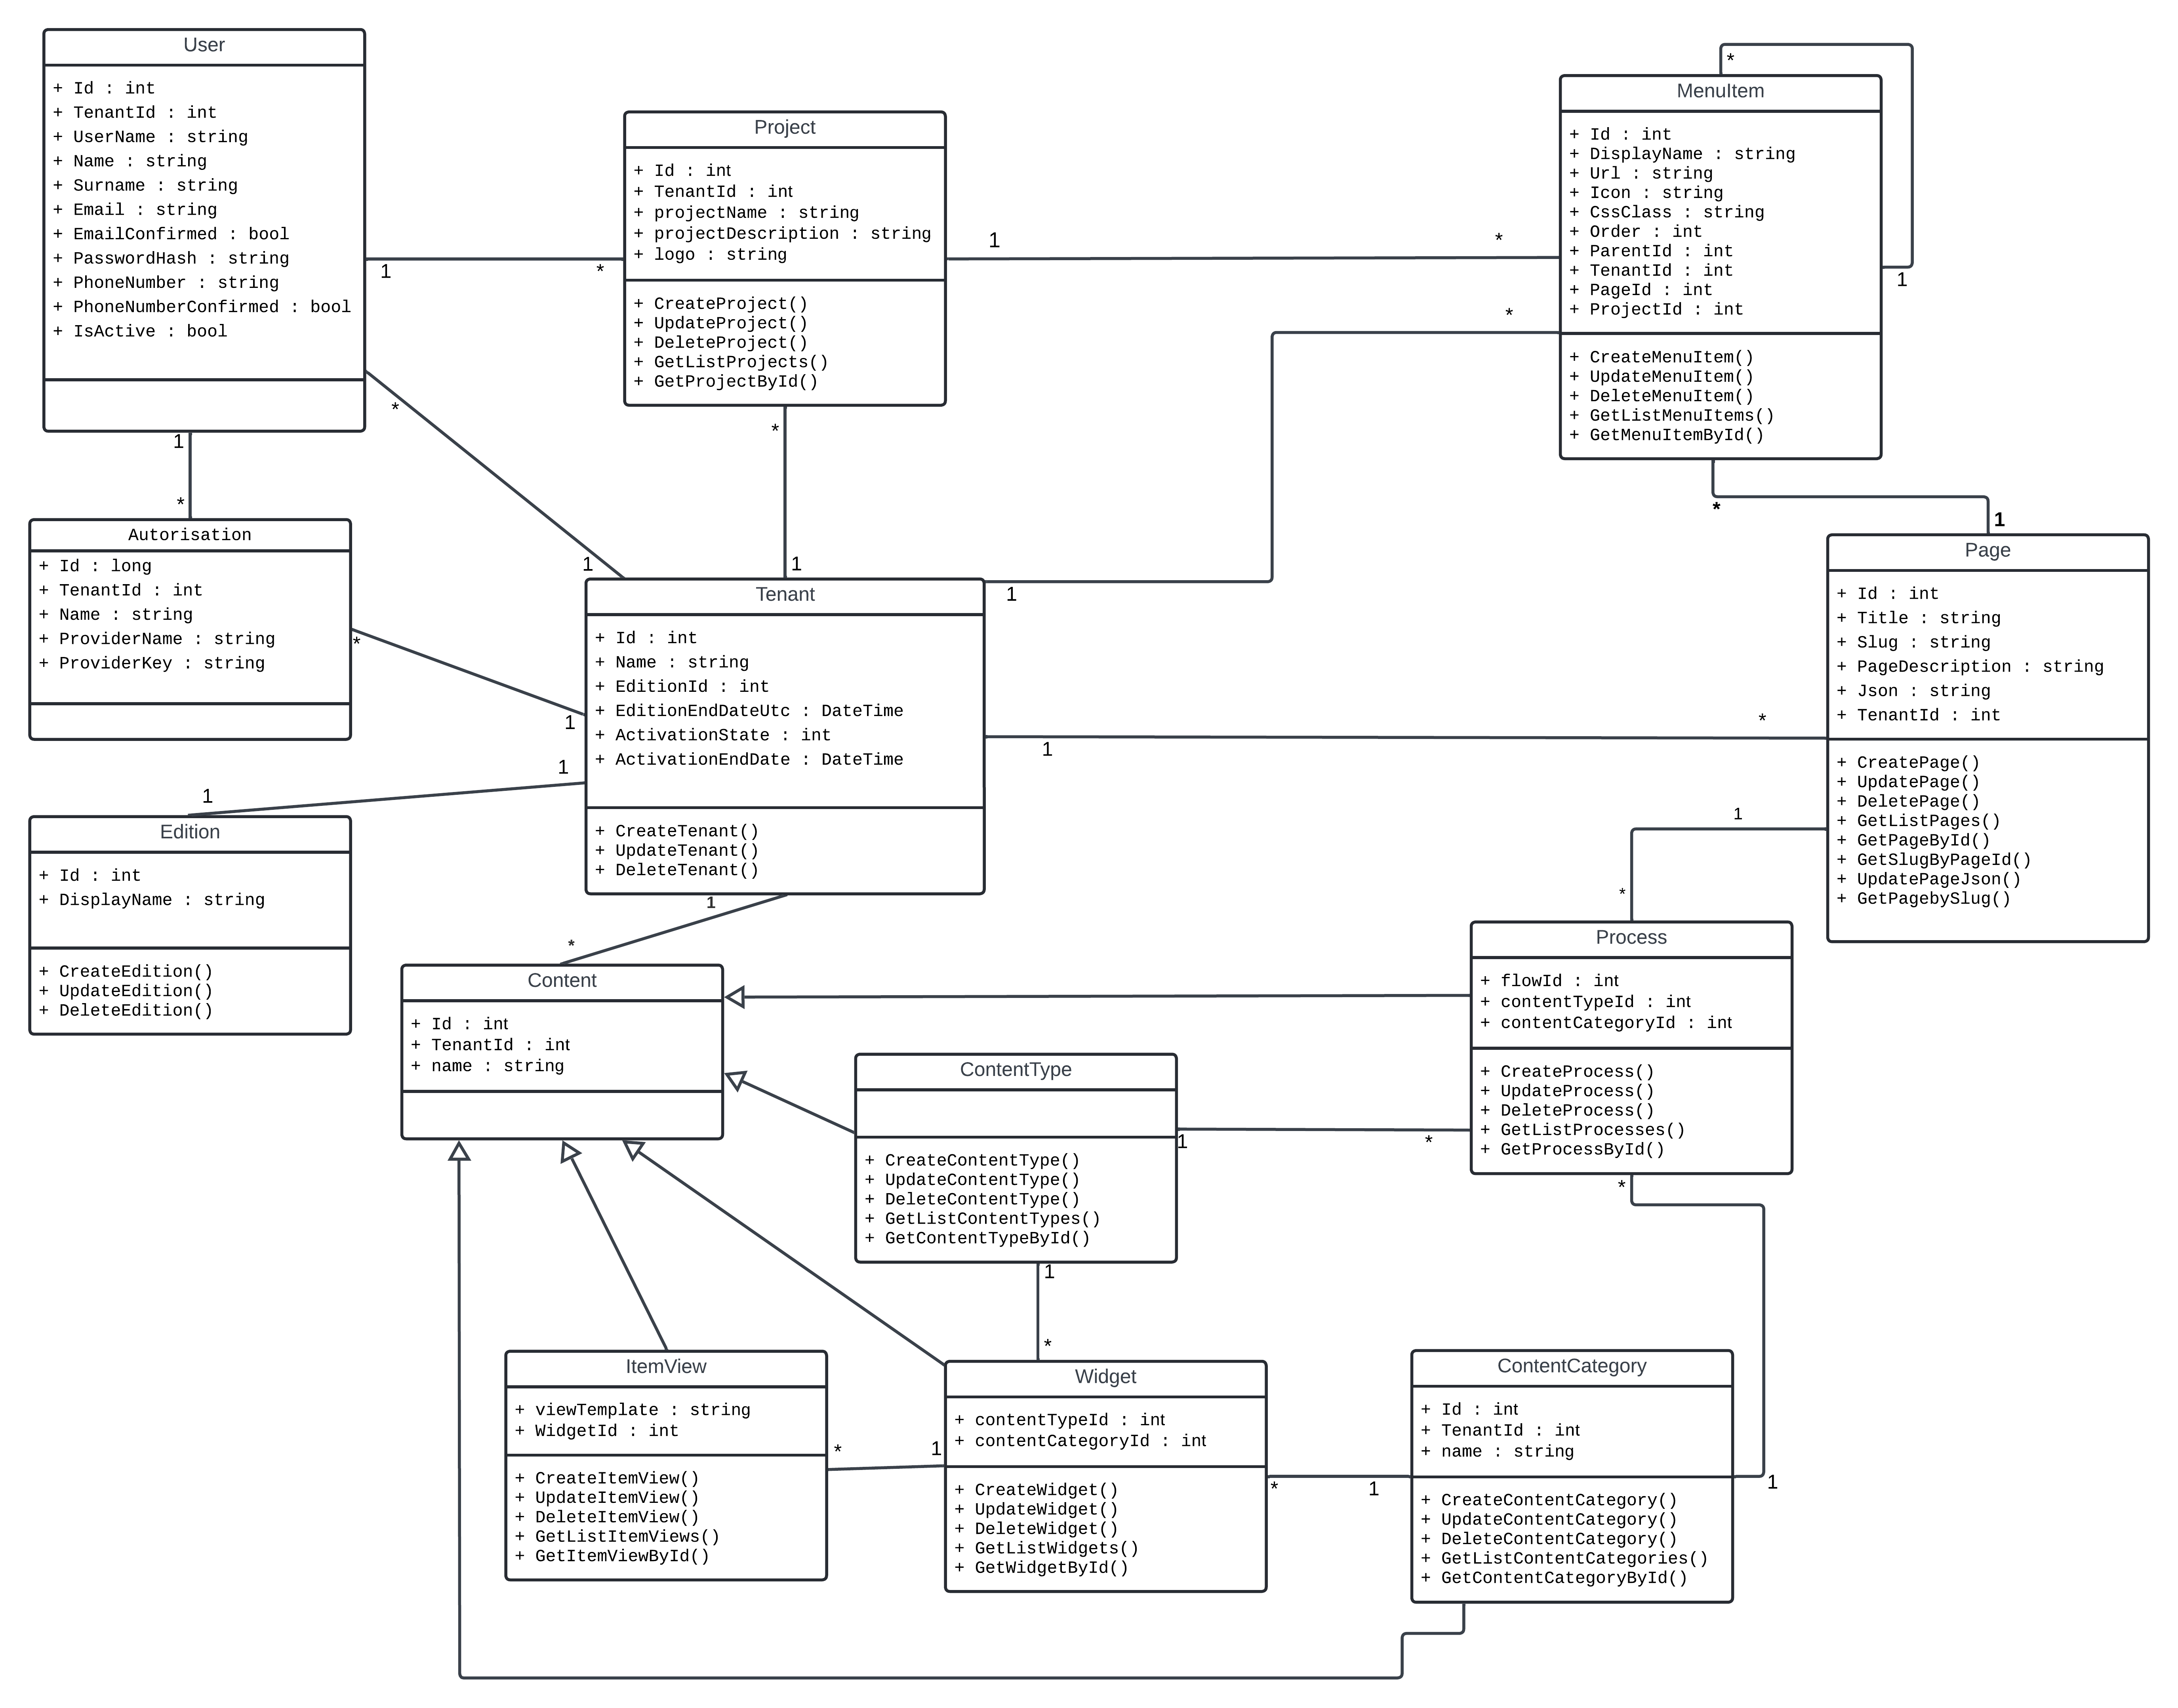 User
+ Id : int
+ TenantId : int
+ UserName : string
+ Name : string
+ Surname : string
+ Email : string
+ EmailConfirmed : bool
+ PasswordHash : string
+ PhoneNumber : string
+ PhoneNumberConfirmed : bool
+ IsActive : bool
1
*
*
1
1
*
Project
+ Id : int
+ TenantId : int
+ projectName : string
+ projectDescription : string
+ logo : string
+ CreateProject()
+ UpdateProject()
+ DeleteProject()
+ GetListProjects()
+ GetProjectById()
1
*
*
1
MenuItem
+ Id : int
+ DisplayName : string
+ Url : string
+ Icon : string
+ CssClass : string
+ Order : int
+ ParentId : int
+ TenantId : int
+ PageId : int
+ ProjectId : int
+ CreateMenuItem()
+ UpdateMenuItem()
+ DeleteMenuItem()
+ GetListMenuItems()
+ GetMenuItemById()
*
1
*
1
*
1
Autorisation
+ Id : long
+ TenantId : int
+ Name : string
+ ProviderName : string
+ ProviderKey : string
*
1
Tenant
+ Id : int
+ Name : string
+ EditionId : int
+ EditionEndDateUtc : DateTime
+ ActivationState : int
+ ActivationEndDate : DateTime
+ CreateTenant()
+ UpdateTenant()
+ DeleteTenant()
1
*
Page
+ Id : int
+ Title : string
+ Slug : string
+ PageDescription : string
+ Json : string
+ TenantId : int
+ CreatePage()
+ UpdatePage()
+ DeletePage()
+ GetListPages()
+ GetPageById()
+ GetSlugByPageId()
+ UpdatePageJson()
+ GetPagebySlug()
1
*
1
1
Edition
+ Id : int
+ DisplayName : string
+ CreateEdition()
+ UpdateEdition()
+ DeleteEdition()
1
*
Content
+ Id : int
+ TenantId : int
+ name : string
Process
+ flowId : int
+ contentTypeId : int
+ contentCategoryId : int
+ CreateProcess()
+ UpdateProcess()
+ DeleteProcess()
+ GetListProcesses()
+ GetProcessById()
ContentType
+ CreateContentType()
+ UpdateContentType()
+ DeleteContentType()
+ GetListContentTypes()
+ GetContentTypeById()
1
*
1
*
*
1
ItemView
+ viewTemplate : string
+ WidgetId : int
+ CreateItemView()
+ UpdateItemView()
+ DeleteItemView()
+ GetListItemViews()
+ GetItemViewById()
*
1
Widget
+ contentTypeId : int
+ contentCategoryId : int
+ CreateWidget()
+ UpdateWidget()
+ DeleteWidget()
+ GetListWidgets()
+ GetWidgetById()
*
1
ContentCategory
+ Id : int
+ TenantId : int
+ name : string
+ CreateContentCategory()
+ UpdateContentCategory()
+ DeleteContentCategory()
+ GetListContentCategories()
+ GetContentCategoryById()